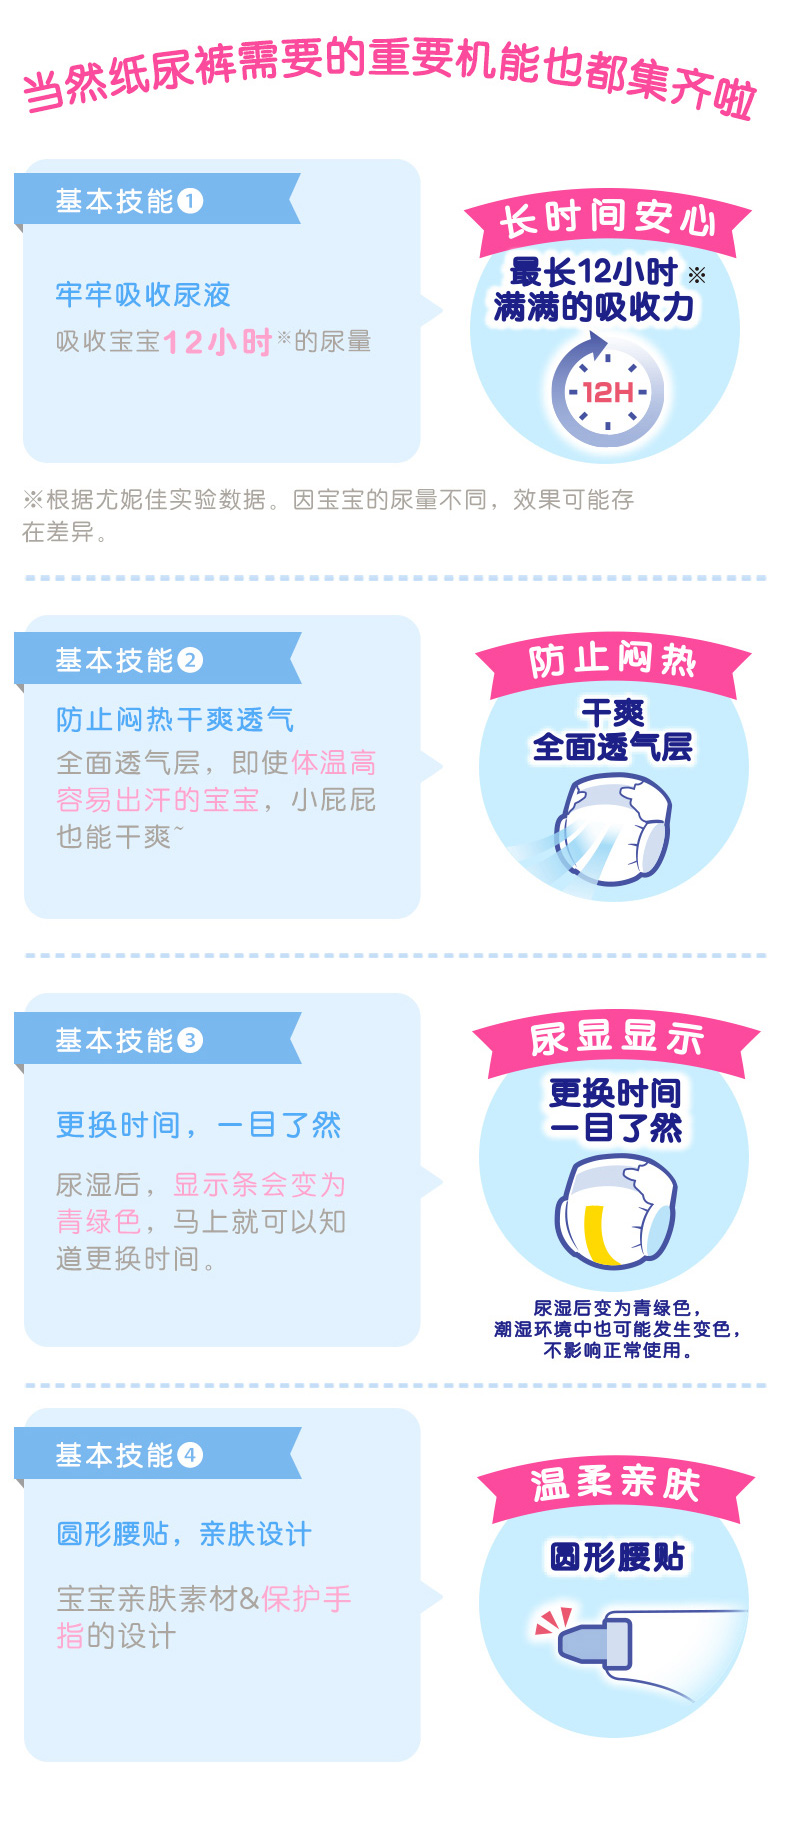 当然纸尿裤需要的重要机能也都集齐啦
基本技能1
牢牢吸收尿液
吸收宝宝12小时※的尿量
长时间安心
最长12小时※
满满的吸收力
12H
※根据尤妮佳实验数据。因宝宝的尿量不同，效果可能存
在差异。
基本技能2
防止闷热干爽透气
全面透气层，即使体温高
容易出汗的宝宝，小屁屁
也能干爽~
防止闷热
干爽
全面透气层
基本技能3
更换时间，一目了然
尿湿后，显示条会变为
青绿色，马上就可以知
道更换时间。
尿显显示
更换时间
一目了然
尿湿后变为青绿色，
潮湿环境中也可能发生变色，
不影响正常使用。
基本技能4
圆形腰贴，亲肤设计
宝宝亲肤素材&保护手
指的设计
温柔亲肤
圆形腰贴